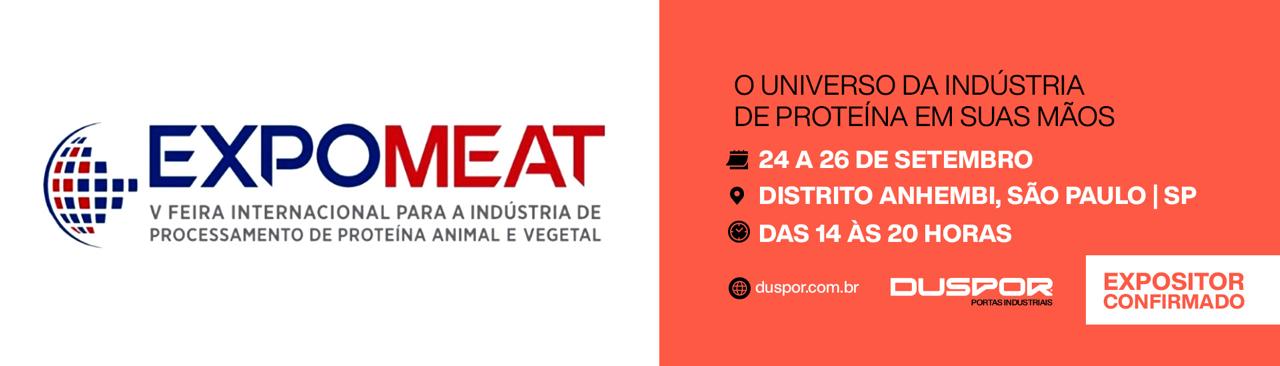 EXPOMEAT
V FEIRA INTERNACIONAL PARA A INDÚSTRIA DE
PROCESSAMENTO DE PROTEÍNA ANIMAL E VEGETAL
O UNIVERSO DA INDÚSTRIA
DE PROTEÍNA EM SUAS MÃOS
24 A 26 DE SETEMBRO
DISTRITO ANHEMBI, SÃO PAULO | SP
DAS 14 ÀS 20 HORAS
duspor.com.br
DUSPOR
PORTAS INDUSTRIAIS
EXPOSITOR
CONFIRMADO